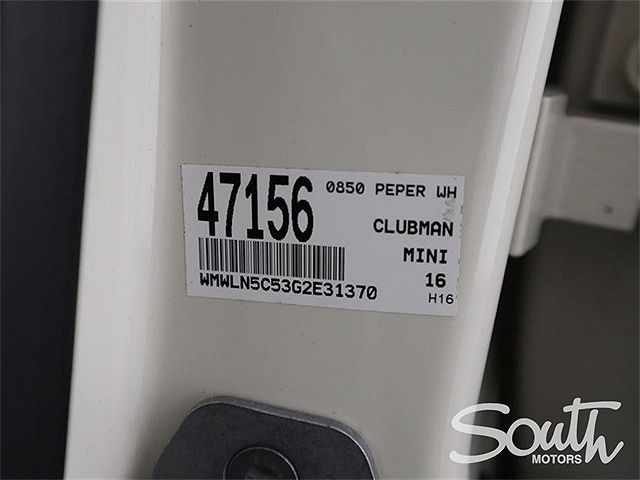 47156 0850 PEPER WH
CLUBMAN
MINI
16
WMWLN5C53G2E31370 H16
South
MOTORS